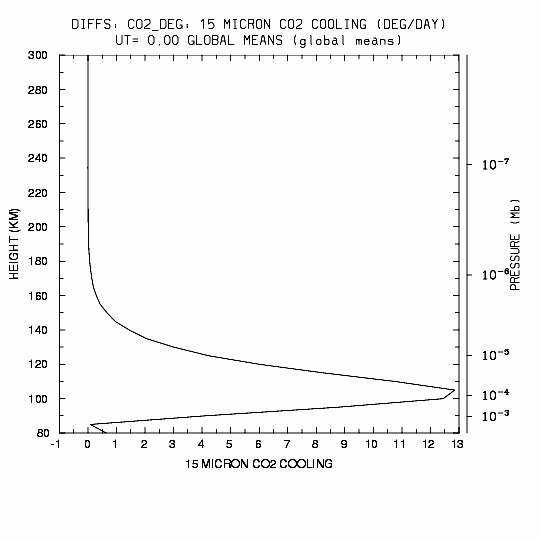 DIFFS: CO2_DEG: 15 MICRON CO2 COOLING (DEG/DAY)
UT= 0.00 GLOBAL MEANS (global means)
300
280
260
240
220
200
180
160
140
120
100
80
HEIGHT (KM)
-1 0 1 2 3 4 5 6 7 8 9 10 11 12 13
15 MICRON CO2 COOLING
10⁻⁷
10⁻⁶
10⁻⁵
10⁻⁴
10⁻³
PRESSURE (Mb)